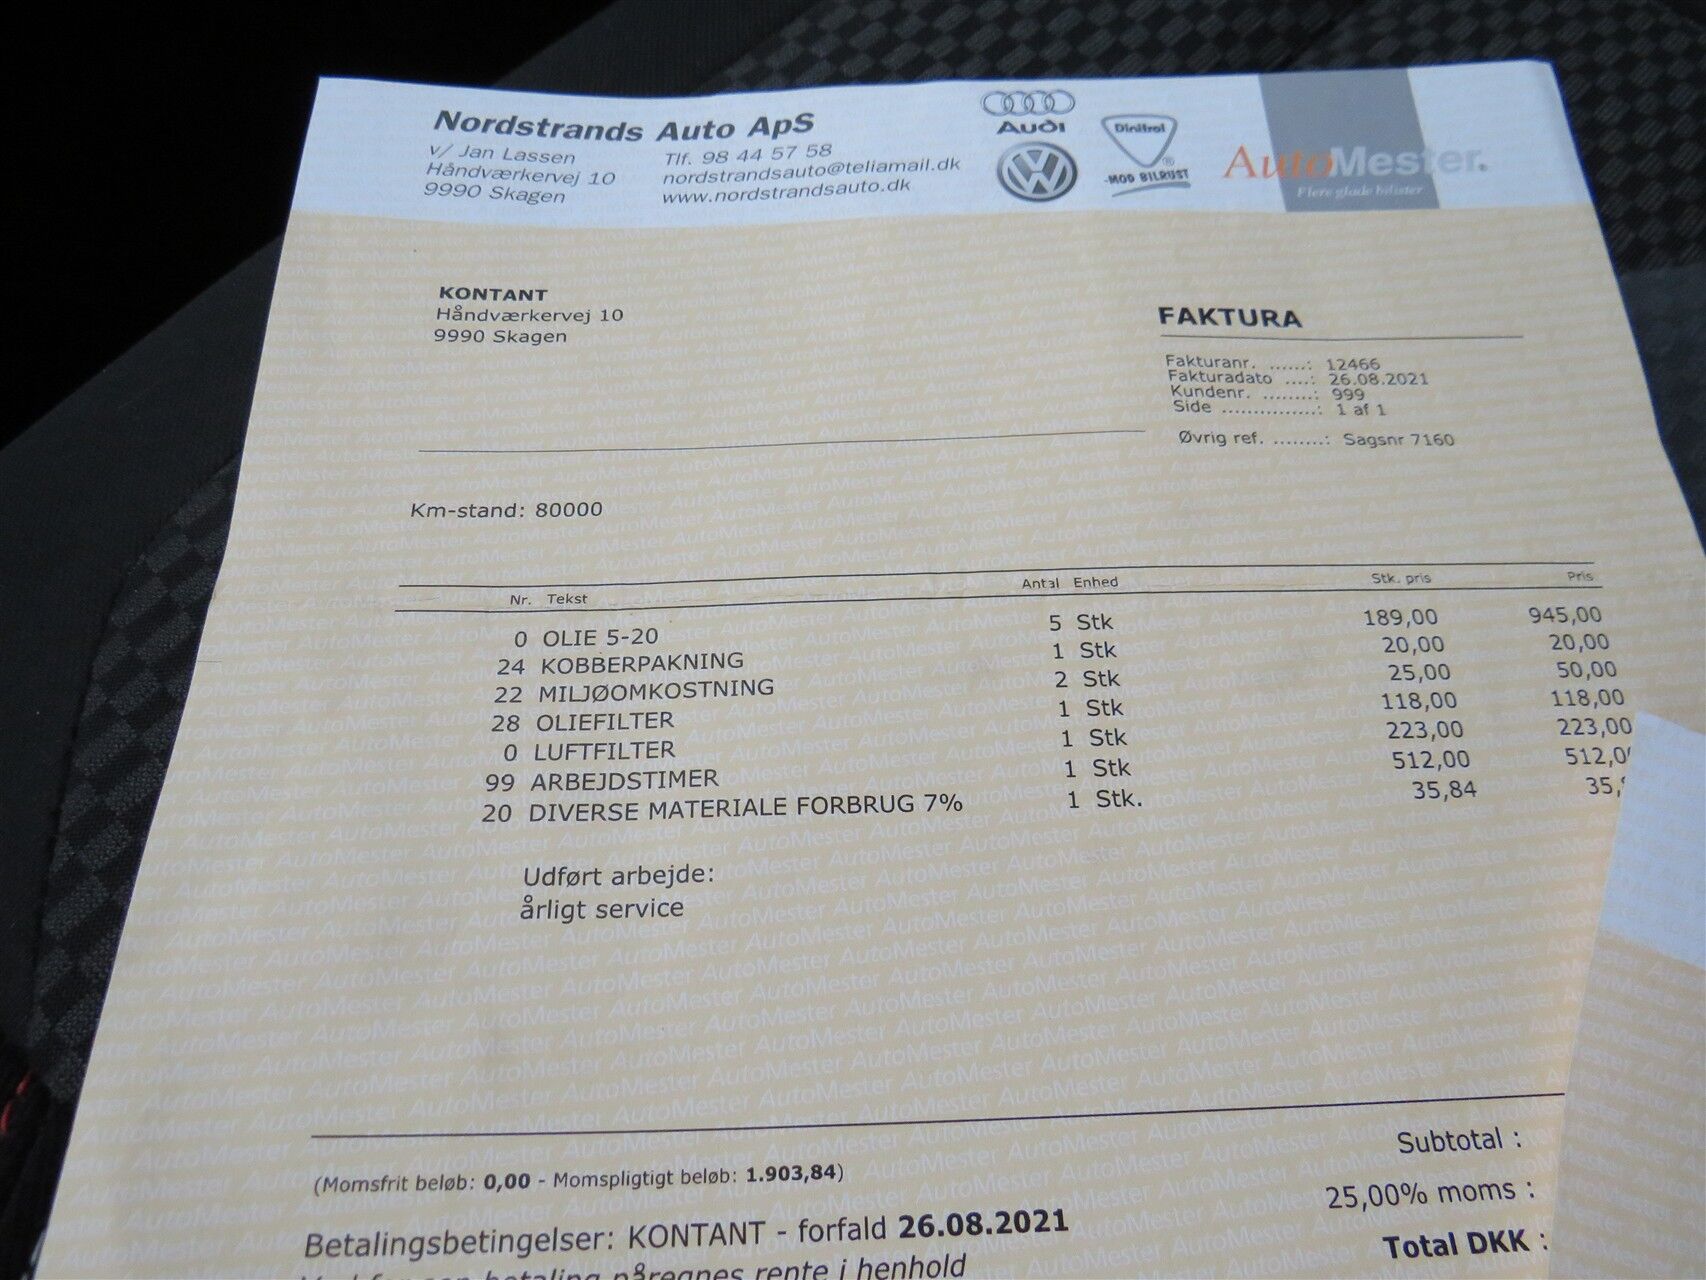 Nordstrands Auto ApS
v/ Jan Lassen
Håndværkervej 10
9990 Skagen
Tlf. 98 44 57 58
nordstrandsauto@teliamail.dk
www.nordstrandsauto.dk
Audi
Dinitrol
®
-MOD BILRUST
AutoMester.
Flere glade bilister
KONTANT
Håndværkervej 10
9990 Skagen
FAKTURA
Fakturanr. ......: 12466
Fakturadato ....: 26.08.2021
Kundenr. ........: 999
Side ...............: 1 af 1
Øvrig ref. ........: Sagsnr 7160
Km-stand: 80000
Nr. Tekst Antal Enhed Stk. pris Pris
0 OLIE 5-20 5 Stk 189,00 945,00
24 KOBBERPAKNING 1 Stk 20,00 20,00
22 MILJØOMKOSTNING 2 Stk 25,00 50,00
28 OLIEFILTER 1 Stk 118,00 118,00
0 LUFTFILTER 1 Stk 223,00 223,00
99 ARBEJDSTIMER 1 Stk 512,00 512,0
20 DIVERSE MATERIALE FORBRUG 7% 1 Stk. 35,84 35,
Udført arbejde:
årligt service
(Momsfrit beløb: 0,00 - Momspligtigt beløb: 1.903,84)
Subtotal :
25,00% moms :
Total DKK :
Betalingsbetingelser: KONTANT - forfald 26.08.2021
betaling påregnes rente i henhold